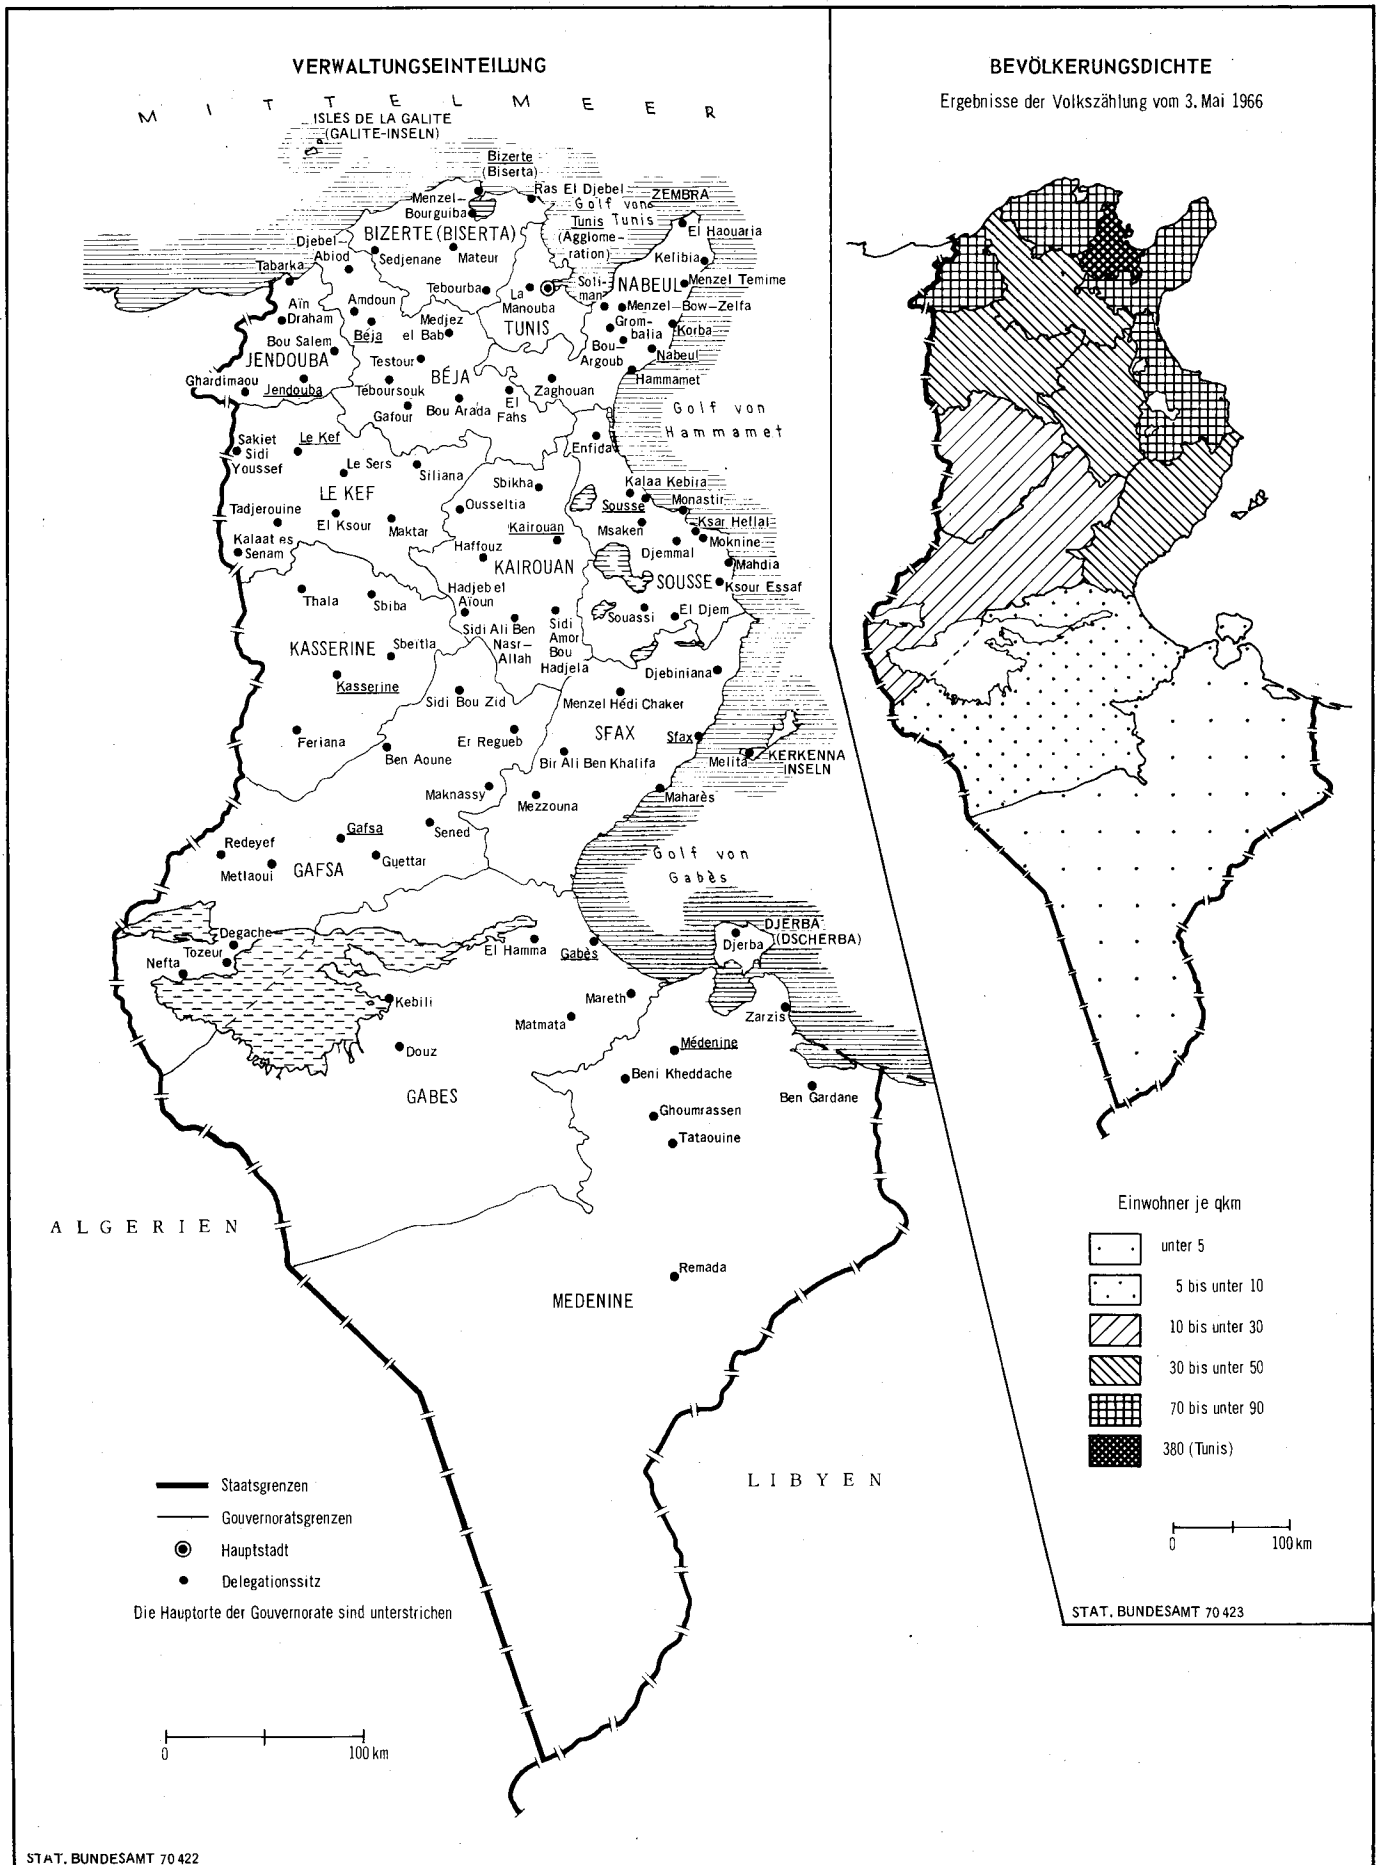 VERWALTUNGSEINTEILUNG
MITTELMEER
ISLES DE LA GALITE
(GALITE-INSELN)
Bizerte
(Biserta)
Ras El Djebel
ZEMBRA
Menzel-
Bourguiba
Golf von
Tunis
BIZERTE (BISERTA)
Tunis
(Agglome-
ration)
El Haouaria
Djebel-
Abiod
Sedjenane
Mateur
Kelibia
Tabarka
Tebourba
La
Manouba
Soli-
man
NABEUL
Menzel Temime
Aïn
Draham
Amdoun
Béja
Medjez
el Bab
TUNIS
Menzel-Bow-Zelfa
Grom-
balia
Korba
Bou Salem
JENDOUBA
Testour
Bou-
Argoub
Nabeul
Ghardimaou
Jendouba
Téboursouk
BÉJA
Zaghouan
Hammamet
Gafour
Bou Arada
El
Fahs
Golf von
Hammamet
Sakiet
Sidi
Youssef
Le Kef
Enfida
Le Sers
Siliana
LE KEF
Sbikha
Kalaa Kebira
Tadjerouine
El Ksour
Maktar
Ousseltia
Sousse
Monastir
Kairouan
Msaken
Ksar Hellal
Moknine
Kalaat es
Senam
Haffouz
KAIROUAN
Djemmal
Mahdia
SOUSSE
Ksour Essaf
Thala
Sbiba
Hadjeb el
Aïoun
Sidi Ali Ben
Nasr-
Allah
Sidi
Amor
Bou
Hadjela
Souassi
El Djem
KASSERINE
Sbeïtla
Djebiniana
Kasserine
Sidi Bou Zid
Menzel Hédi Chaker
Feriana
Er Regueb
SFAX
Sfax
Ben Aoune
Bir Ali Ben Khalifa
Melita
KERKENNA
INSELN
Maknassy
Mezzouna
Maharès
Redeyef
Gafsa
Sened
Metlaoui
GAFSA
Guettar
Golf von
Gabès
Degache
Tozeur
Nefta
El Hamma
Gabès
DJERBA
(DSCHERBA)
Djerba
Kebili
Mareth
Matmata
Zarzis
Douz
Médenine
GABES
Beni Kheddache
Ben Gardane
Ghoumrassen
Tataouine
ALGERIEN
Remada
MEDENINE
LIBYEN
Staatsgrenzen
Gouvernoratsgrenzen
Hauptstadt
Delegationssitz
Die Hauptorte der Gouvernorate sind unterstrichen
0 100 km
STAT. BUNDESAMT 70 422
BEVÖLKERUNGSDICHTE
Ergebnisse der Volkszählung vom 3. Mai 1966
Einwohner je qkm
unter 5
5 bis unter 10
10 bis unter 30
30 bis unter 50
70 bis unter 90
380 (Tunis)
0 100 km
STAT. BUNDESAMT 70 423